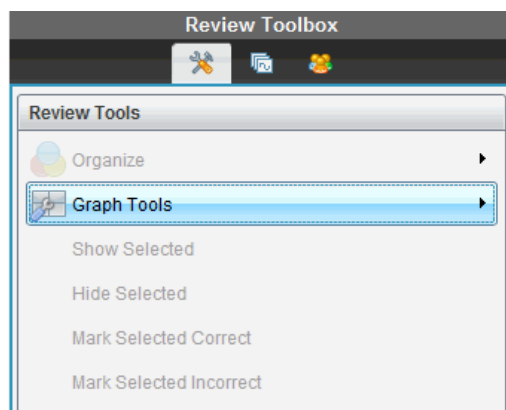 Review Toolbox
Review Tools
Organize
Graph Tools
Show Selected
Hide Selected
Mark Selected Correct
Mark Selected Incorrect